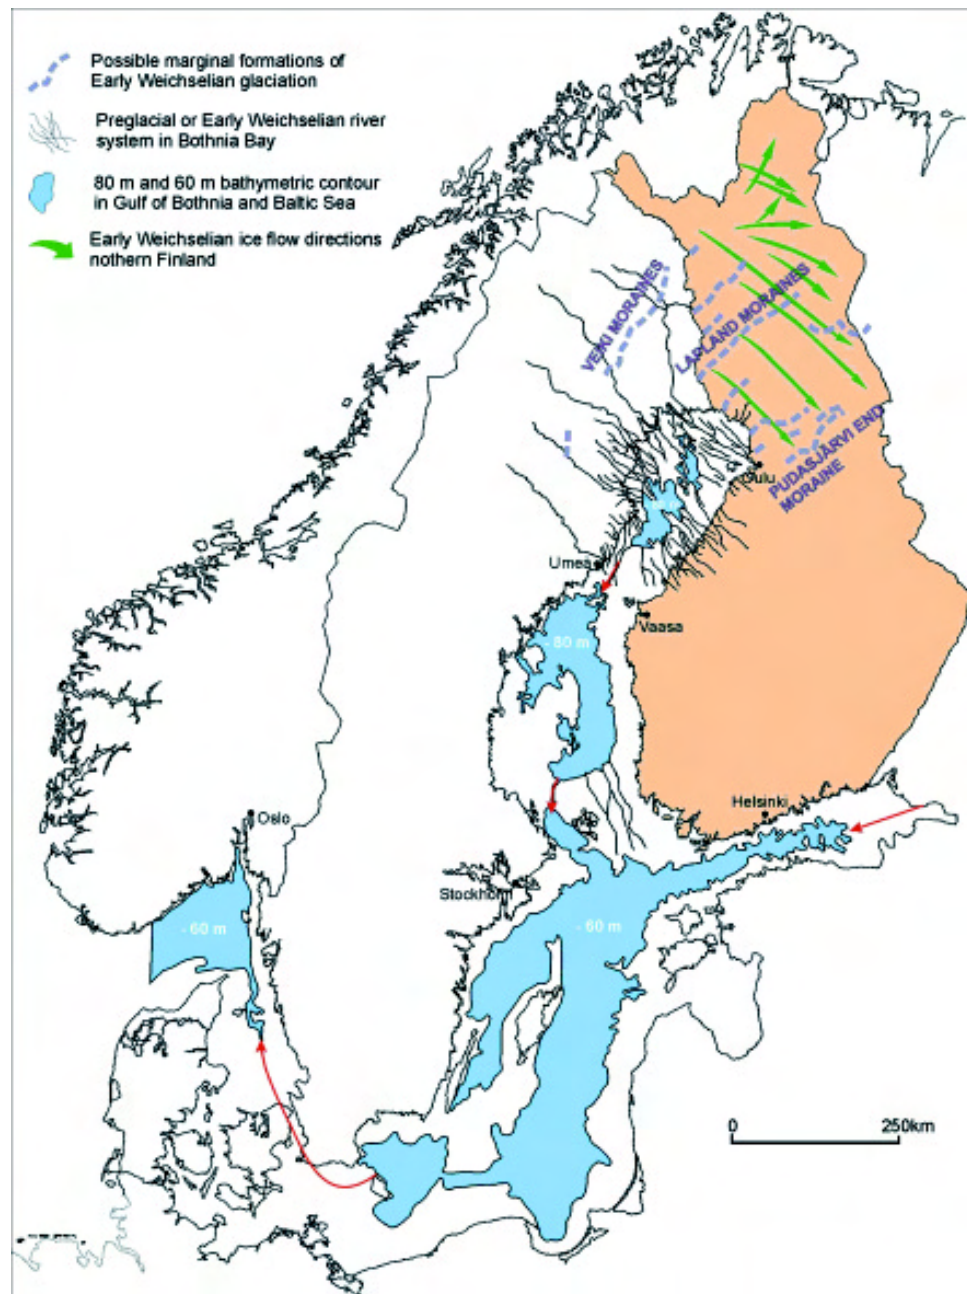 Possible marginal formations of
Early Weichselian glaciation
Preglacial or Early Weichselian river
system in Bothnia Bay
80 m and 60 m bathymetric contour
in Gulf of Bothnia and Baltic Sea
Early Weichselian ice flow directions
nothern Finland
VEIKI MORAINES
LAPLAND MORAINES
PUDASJÄRVI END
MORAINE
Oulu
Umea
Vaasa
- 80 m
Helsinki
Oslo
Stockholm
- 60 m
- 60 m
0
250km